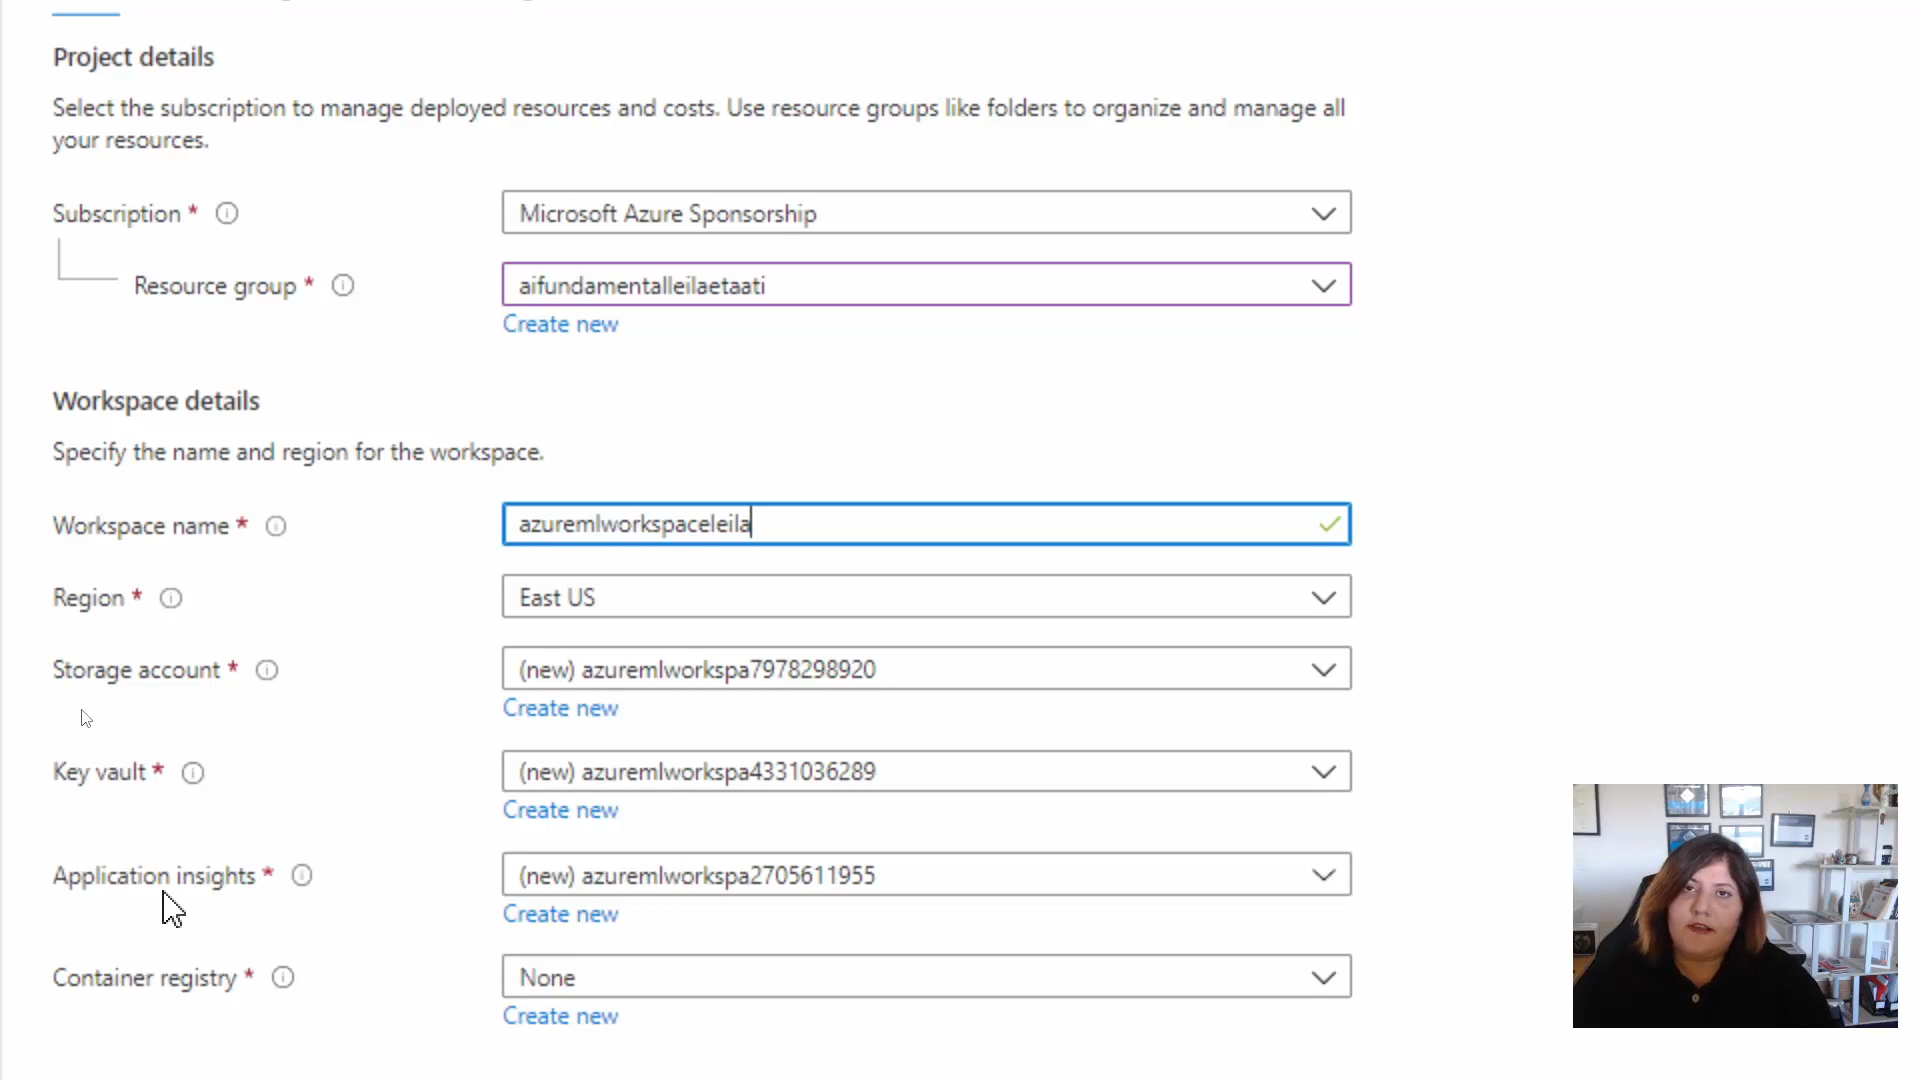 Project details
Select the subscription to manage deployed resources and costs. Use resource groups like folders to organize and manage all
your resources.
Subscription *
Microsoft Azure Sponsorship
Resource group *
aifundamentalleilaetaati
Create new
Workspace details
Specify the name and region for the workspace.
Workspace name *
azuremlworkspaceleila
Region *
East US
Storage account *
(new) azuremlworkspa7978298920
Create new
Key vault *
(new) azuremlworkspa4331036289
Create new
Application insights *
(new) azuremlworkspa2705611955
Create new
Container registry *
None
Create new